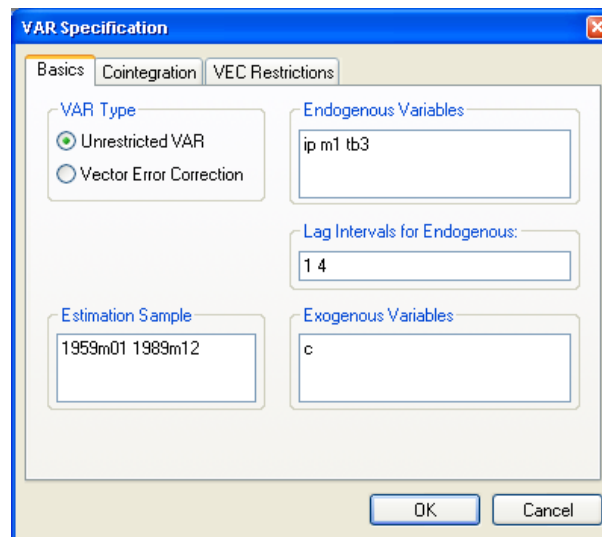 VAR Specification
Basics
Cointegration
VEC Restrictions
VAR Type
Unrestricted VAR
Vector Error Correction
Endogenous Variables
ip m1 tb3
Lag Intervals for Endogenous:
1 4
Estimation Sample
1959m01 1989m12
Exogenous Variables
c
OK
Cancel